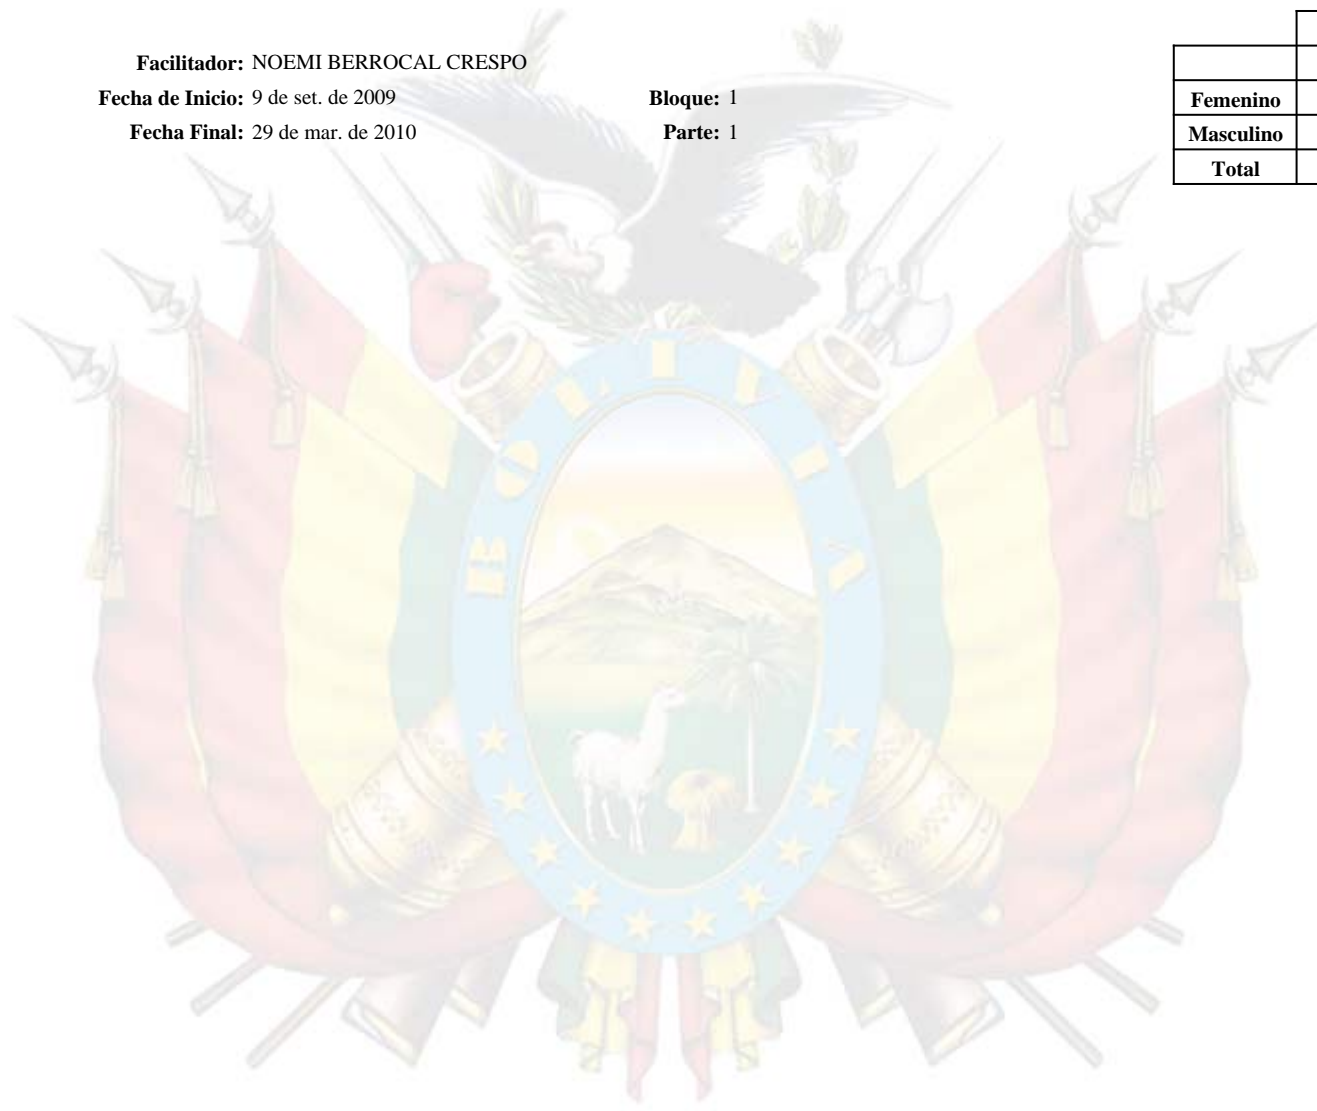 Facilitador: NOEMI BERROCAL CRESPO
Fecha de Inicio: 9 de set. de 2009 Bloque: 1
Fecha Final: 29 de mar. de 2010 Parte: 1
Femenino
Masculino
Total
BOLIVIA